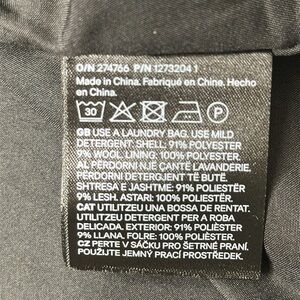 O/N 274766 P/N 1273204 1
Made in China. Fabriqué en Chine. Hecho
en China.
30
GB USE A LAUNDRY BAG. USE MILD
DETERGENT. SHELL: 91% POLYESTER
9% WOOL. LINING: 100% POLYESTER.
AL PËRDORNI NJË ÇANTË LAVANDERIE.
PËRDORNI DETERGJENT TË BUTË.
SHTRESA E JASHTME: 91% POLIESTËR
9% LESH. ASTARI: 100% POLIESTËR.
CAT UTILITZEU UNA BOSSA DE RENTAT.
UTILITZEU DETERGENT PER A ROBA
DELICADA. EXTERIOR: 91% POLIÈSTER
9% LLANA. FOLRE: 100% POLIÈSTER.
CZ PERTE V SÁČKU PRO ŠETRNÉ PRANÍ.
POUŽIJTE JEMNÝ PRACÍ PROSTŘEDEK.